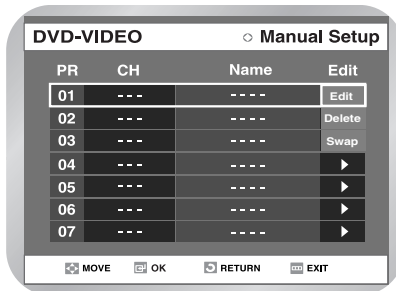 DVD-VIDEO ◇ Manual Setup
PR CH Name Edit
01 --- ---- Edit
02 --- ---- Delete
03 --- ---- Swap
04 --- ---- ►
05 --- ---- ►
06 --- ---- ►
07 --- ---- ►
MOVE OK RETURN EXIT